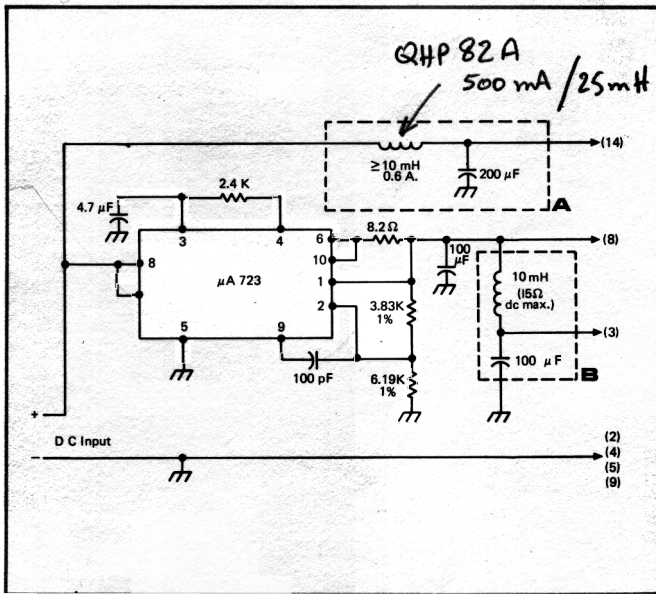 QHP 82A
500 mA / 25mH
(14)
≥10 mH
0.6 A.
200 µF
A
2.4 K
4.7 µF
3
4
8
µA 723
6
10
1
2
5
9
8.2Ω
100
µF
(8)
10 mH
(15Ω
dc max.)
3.83K
1%
(3)
100 pF
6.19K
1%
100 µF
B
+
D C Input
–
(2)
(4)
(5)
(9)